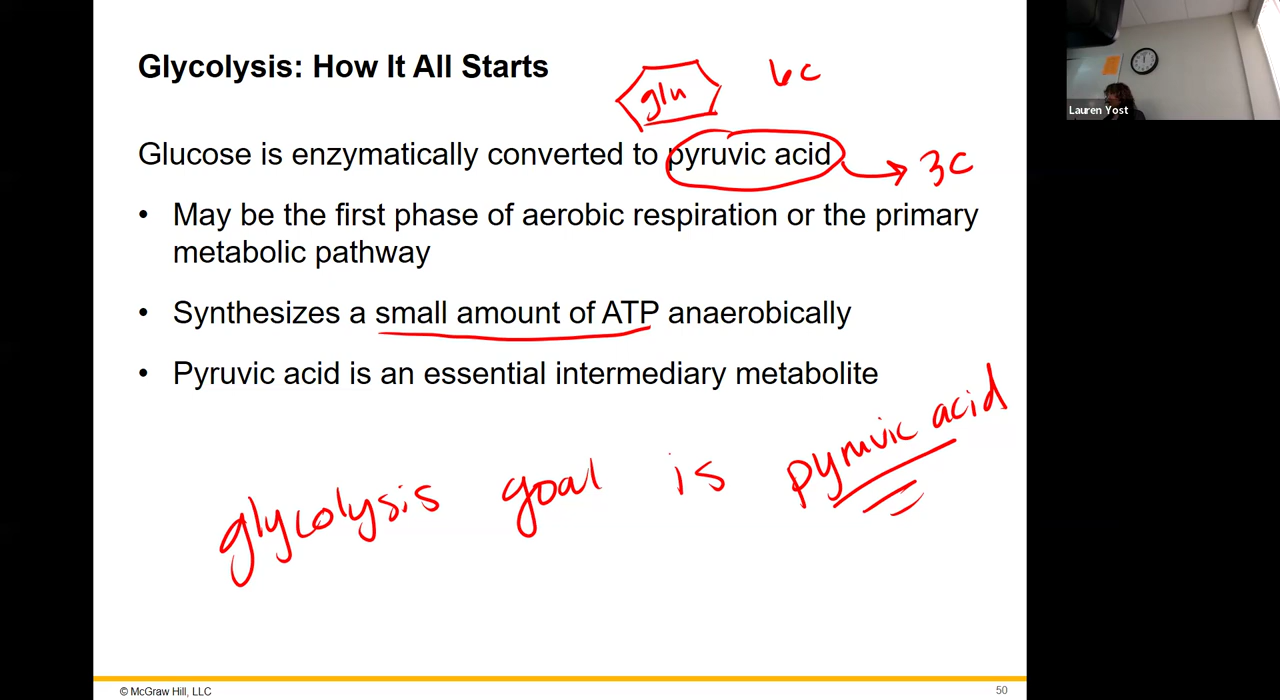 Glycolysis: How It All Starts
glu
6C
Glucose is enzymatically converted to pyruvic acid
3C
• May be the first phase of aerobic respiration or the primary
metabolic pathway
• Synthesizes a small amount of ATP anaerobically
• Pyruvic acid is an essential intermediary metabolite
glycolysis goal is pyruvic acid
© McGraw Hill, LLC
50
Lauren Yost